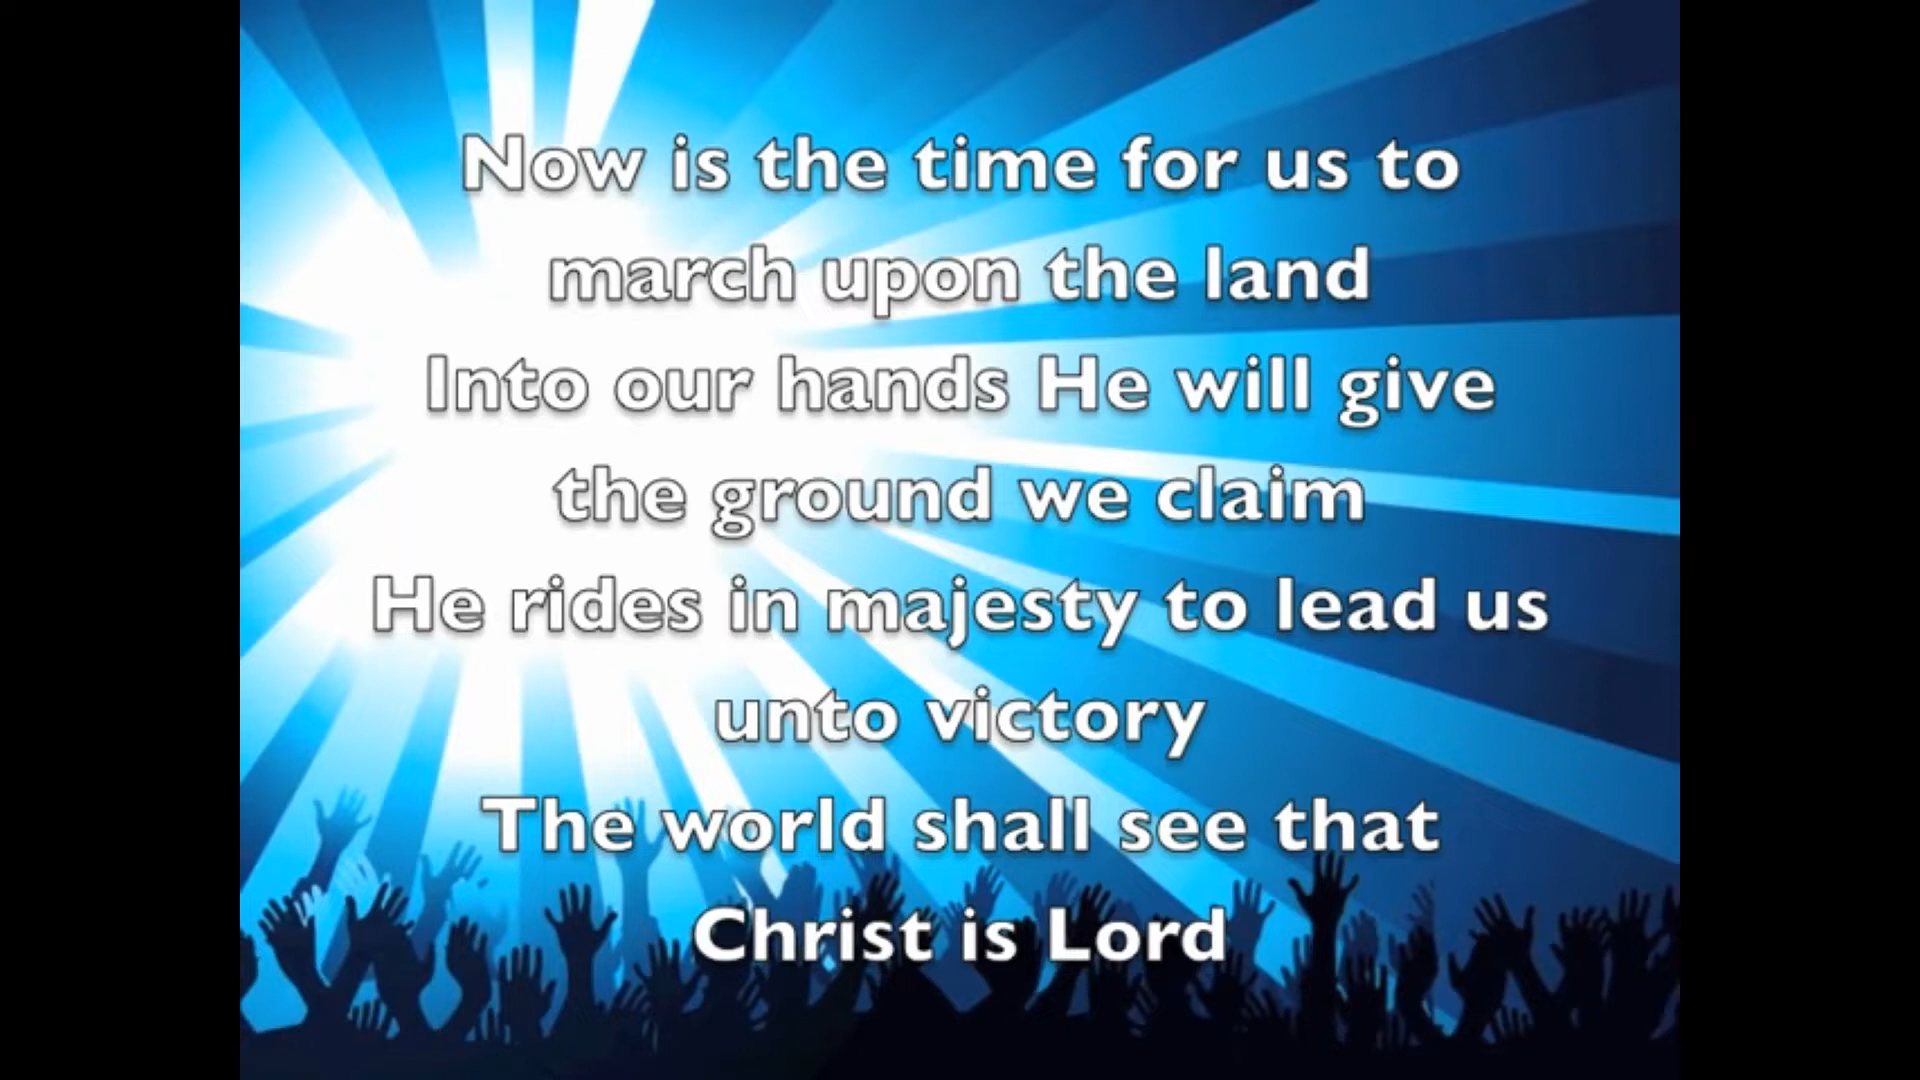 Now is the time for us to
march upon the land
Into our hands He will give
the ground we claim
He rides in majesty to lead us
unto victory
The world shall see that
Christ is Lord